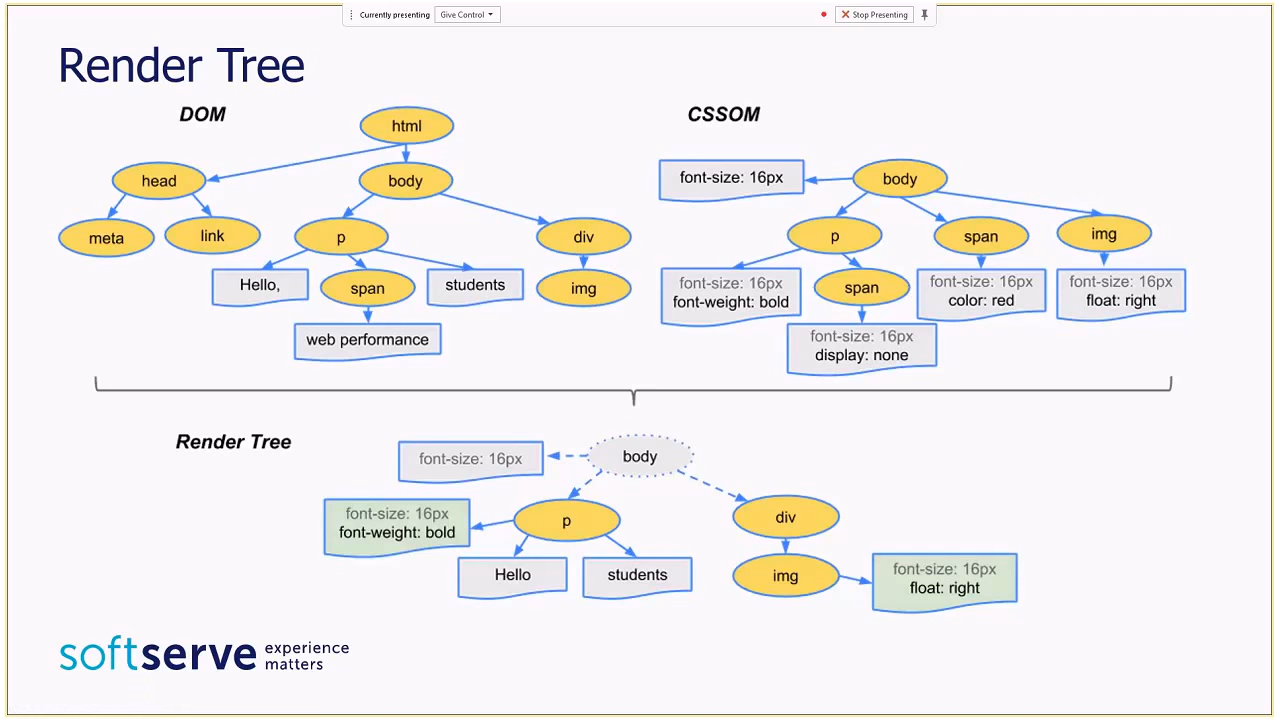 Currently presenting
Give Control
Stop Presenting
Render Tree
DOM
html
head
body
meta
link
p
div
Hello,
span
students
img
web performance
CSSOM
font-size: 16px
body
p
span
img
font-size: 16px
font-weight: bold
span
font-size: 16px
color: red
font-size: 16px
float: right
font-size: 16px
display: none
Render Tree
font-size: 16px
body
font-size: 16px
font-weight: bold
p
div
Hello
students
img
font-size: 16px
float: right
softserve
experience
matters